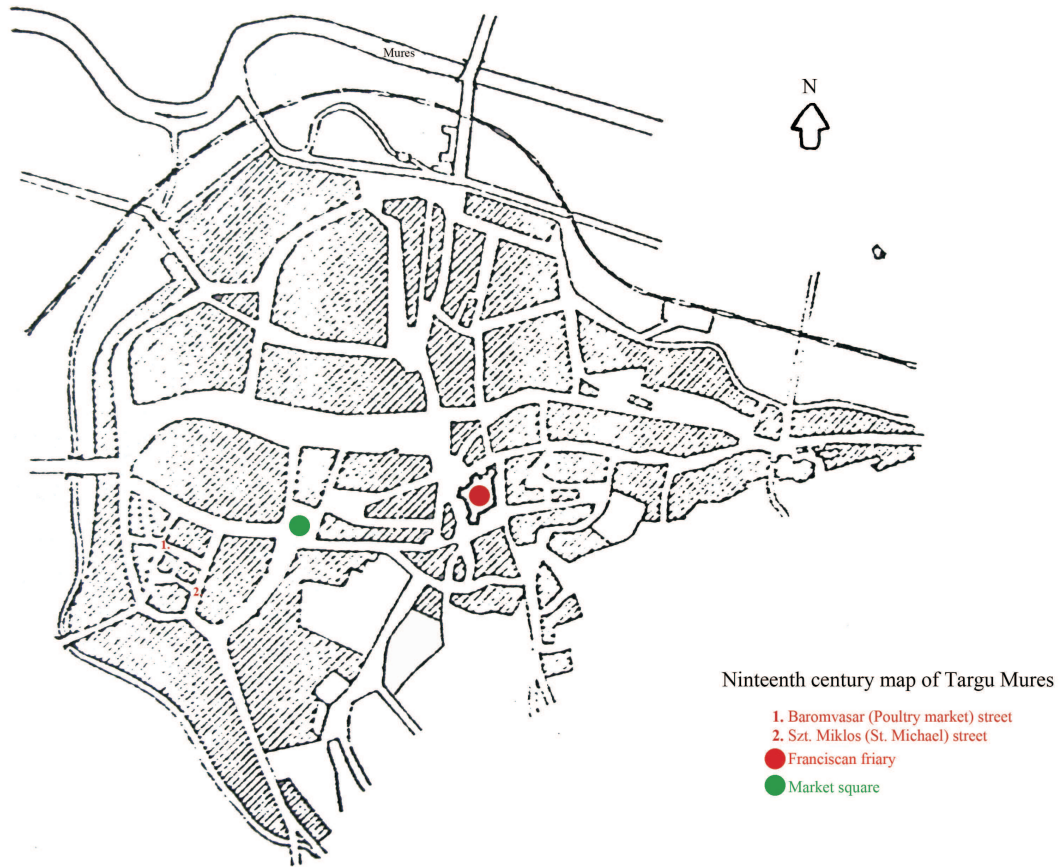 Mures
N
1.
2
Ninteenth century map of Targu Mures
1. Baromvasar (Poultry market) street
2. Szt. Miklos (St. Michael) street
Franciscan friary
Market square